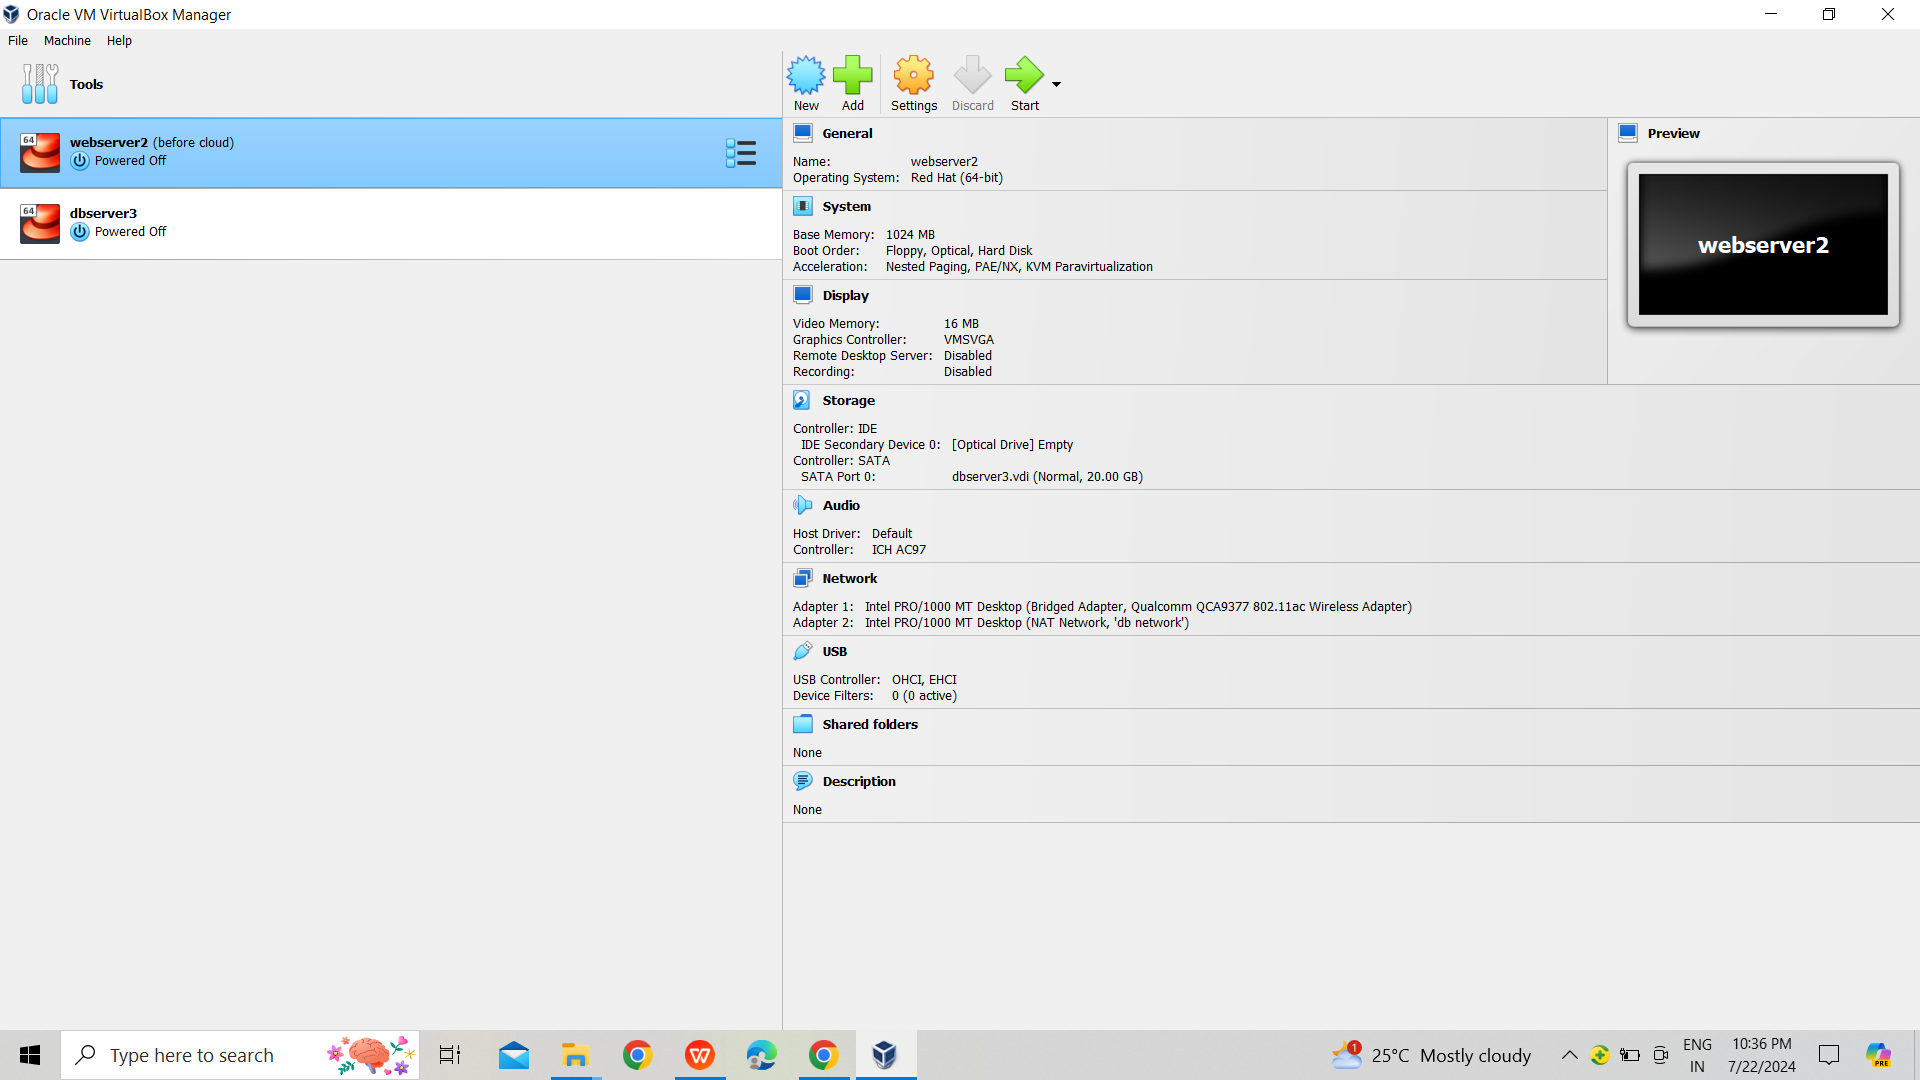 Oracle VM VirtualBox Manager
File Machine Help
Tools
New Add Settings Discard Start
64 webserver2 (before cloud)
Powered Off
64 dbserver3
Powered Off
General
Name: webserver2
Operating System: Red Hat (64-bit)
System
Base Memory: 1024 MB
Boot Order: Floppy, Optical, Hard Disk
Acceleration: Nested Paging, PAE/NX, KVM Paravirtualization
Display
Video Memory: 16 MB
Graphics Controller: VMSVGA
Remote Desktop Server: Disabled
Recording: Disabled
Preview
webserver2
Storage
Controller: IDE
IDE Secondary Device 0: [Optical Drive] Empty
Controller: SATA
SATA Port 0: dbserver3.vdi (Normal, 20.00 GB)
Audio
Host Driver: Default
Controller: ICH AC97
Network
Adapter 1: Intel PRO/1000 MT Desktop (Bridged Adapter, Qualcomm QCA9377 802.11ac Wireless Adapter)
Adapter 2: Intel PRO/1000 MT Desktop (NAT Network, 'db network')
USB
USB Controller: OHCI, EHCI
Device Filters: 0 (0 active)
Shared folders
None
Description
None
Type here to search
W
1
25°C Mostly cloudy
ENG
IN
10:36 PM
7/22/2024
PRE